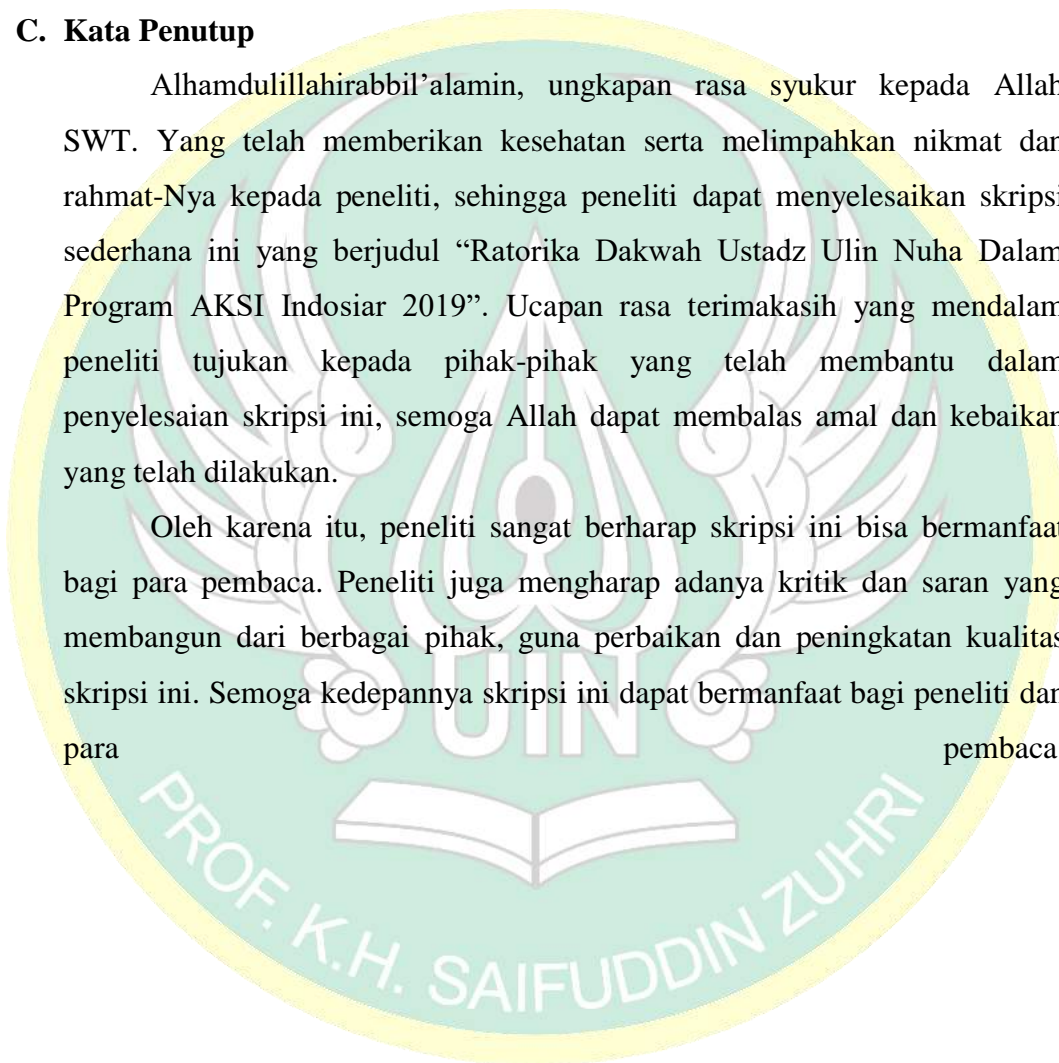 C. Kata Penutup
Alhamdulillahirabbil’alamin, ungkapan rasa syukur kepada Allah
SWT. Yang telah memberikan kesehatan serta melimpahkan nikmat dan
rahmat-Nya kepada peneliti, sehingga peneliti dapat menyelesaikan skripsi
sederhana ini yang berjudul “Ratorika Dakwah Ustadz Ulin Nuha Dalam
Program AKSI Indosiar 2019”. Ucapan rasa terimakasih yang mendalam
peneliti tujukan kepada pihak-pihak yang telah membantu dalam
penyelesaian skripsi ini, semoga Allah dapat membalas amal dan kebaikan
yang telah dilakukan.
Oleh karena itu, peneliti sangat berharap skripsi ini bisa bermanfaat
bagi para pembaca. Peneliti juga mengharap adanya kritik dan saran yang
membangun dari berbagai pihak, guna perbaikan dan peningkatan kualitas
skripsi ini. Semoga kedepannya skripsi ini dapat bermanfaat bagi peneliti dan
para pembaca
UIN
PROF. K.H. SAIFUDDIN ZUHRI